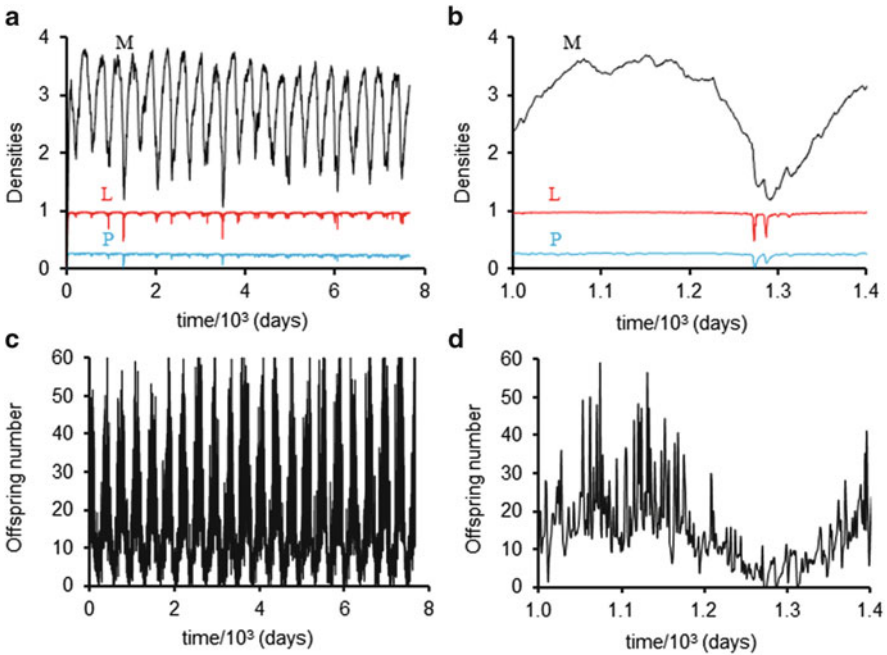 a
4
3
2
1
0
Densities
M
L
P
0 2 4 6 8
time/10³ (days)
b
4
3
2
1
0
Densities
M
L
P
1.0 1.1 1.2 1.3 1.4
time/10³ (days)
c
60
50
40
30
20
10
0
Offspring number
0 2 4 6 8
time/10³ (days)
d
60
50
40
30
20
10
0
Offspring number
1.0 1.1 1.2 1.3 1.4
time/10³ (days)